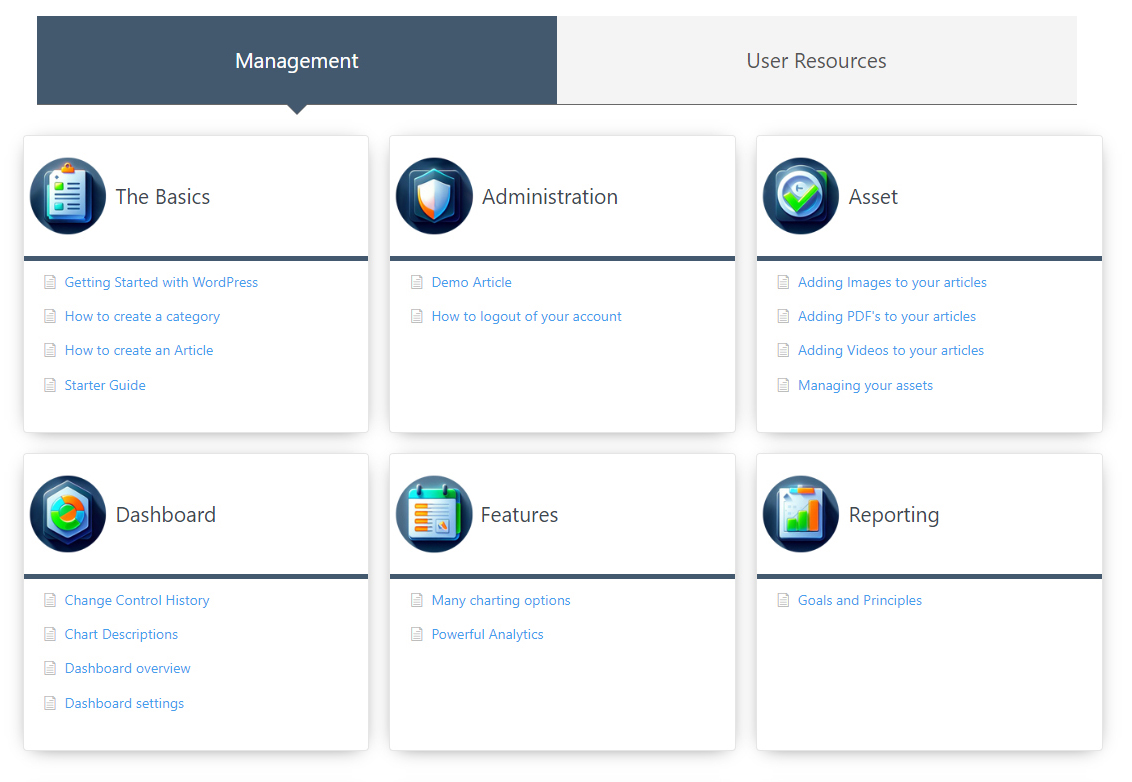 Management
User Resources
The Basics
Getting Started with WordPress
How to create a category
How to create an Article
Starter Guide
Administration
Demo Article
How to logout of your account
Asset
Adding Images to your articles
Adding PDF's to your articles
Adding Videos to your articles
Managing your assets
Dashboard
Change Control History
Chart Descriptions
Dashboard overview
Dashboard settings
Features
Many charting options
Powerful Analytics
Reporting
Goals and Principles